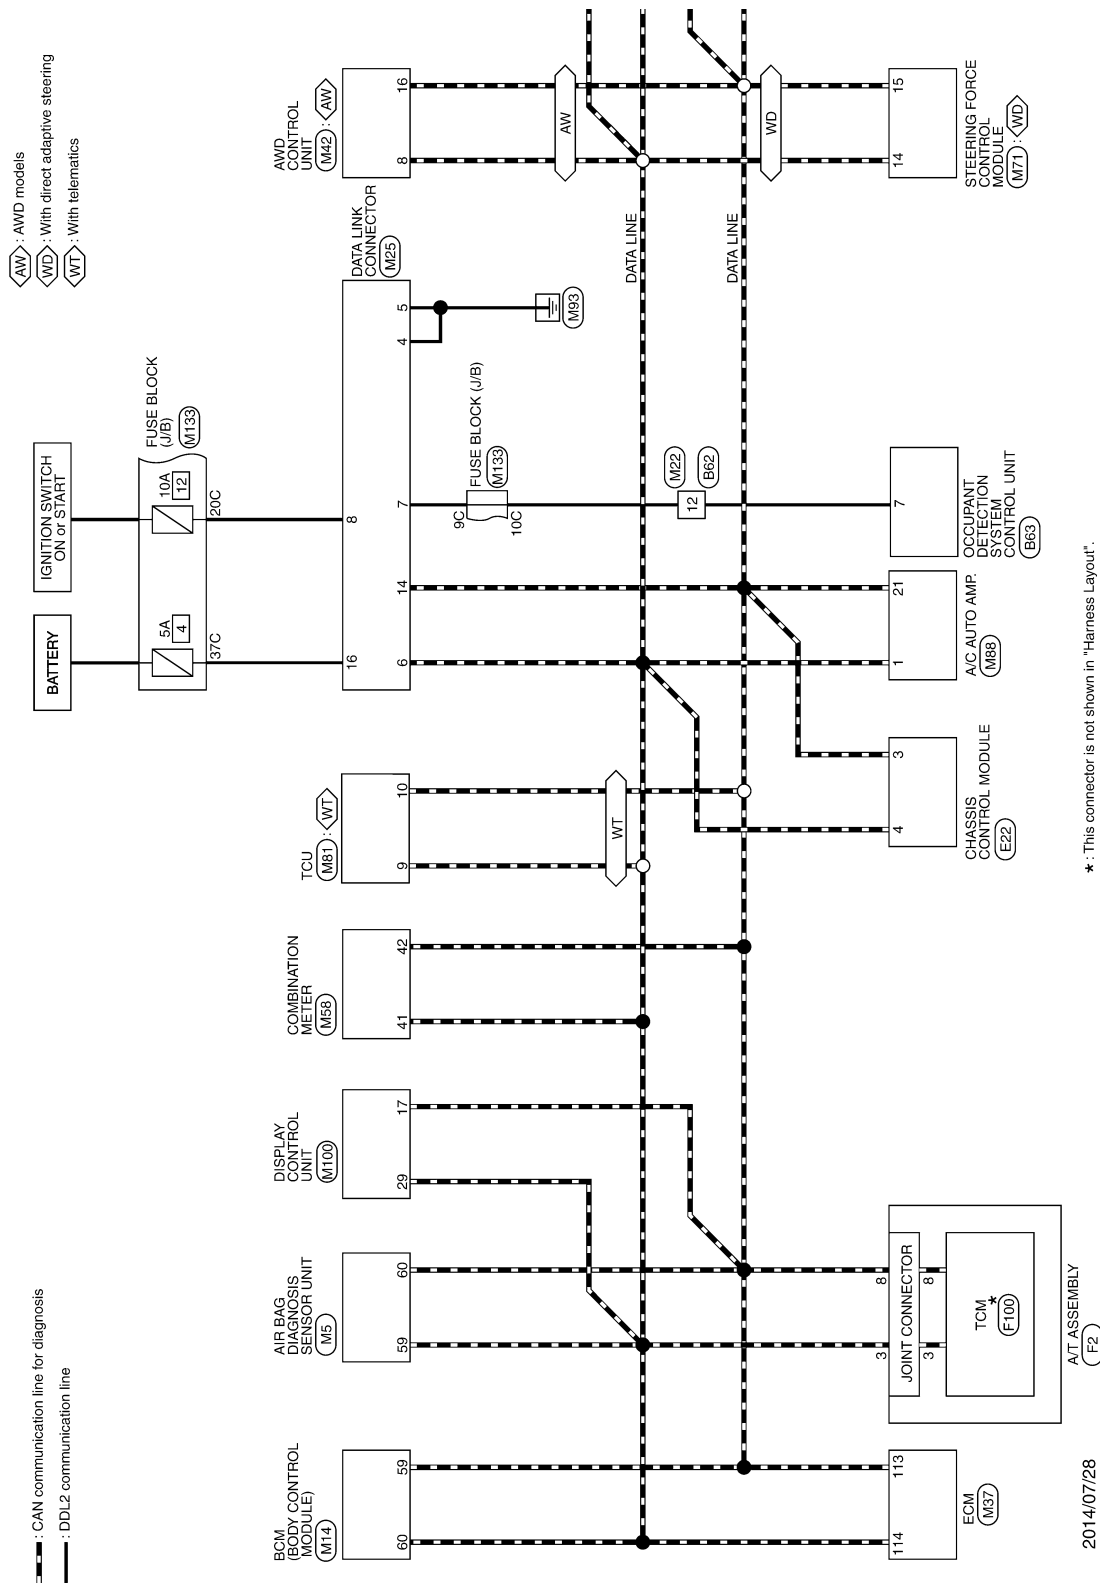 : CAN communication line for diagnosis
: DDL2 communication line
AW : AWD models
WD : With direct adaptive steering
WT : With telematics
BATTERY
IGNITION SWITCH
ON or START
5A
4
10A
12
FUSE BLOCK
(J/B)
M133
37C
20C
BCM
(BODY CONTROL
MODULE)
M14
60
59
AIR BAG
DIAGNOSIS
SENSOR UNIT
M5
59
60
DISPLAY
CONTROL
UNIT
M100
29
17
COMBINATION
METER
M58
41
42
TCU
M81 : WT
9
10
16
8
DATA LINK
CONNECTOR
M25
6
14
7
4
5
AWD
CONTROL
UNIT
M42 : AW
8
16
9C
10C
FUSE BLOCK (J/B)
M133
M93
WT
AW
DATA LINE
DATA LINE
12
M22
B62
WD
114
113
ECM
M37
3
8
JOINT CONNECTOR
3
8
TCM
*
F100
A/T ASSEMBLY
F2
4
3
CHASSIS
CONTROL MODULE
E22
1
21
A/C AUTO AMP.
M88
7
OCCUPANT
DETECTION
SYSTEM
CONTROL UNIT
B63
14
15
STEERING FORCE
CONTROL
MODULE
M71 : WD
* : This connector is not shown in "Harness Layout".
2014/07/28